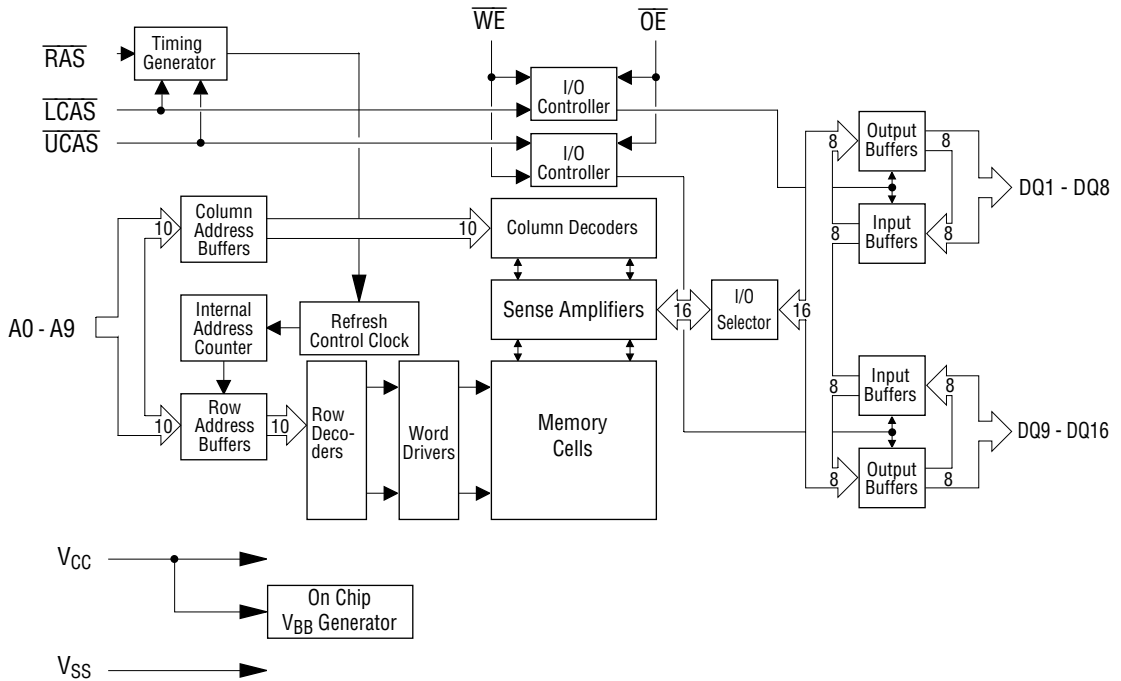 WE
OE
RAS
Timing
Generator
LCAS
UCAS
I/O
Controller
I/O
Controller
8
Output
Buffers
8
DQ1 - DQ8
8
Input
Buffers
8
10
Column
Address
Buffers
10
Column Decoders
A0 - A9
Internal
Address
Counter
Refresh
Control Clock
Sense Amplifiers
16
I/O
Selector
16
10
Row
Address
Buffers
10
Row
Deco-
ders
Word
Drivers
Memory
Cells
8
Input
Buffers
8
DQ9 - DQ16
8
Output
Buffers
8
VCC
On Chip
VBB Generator
VSS